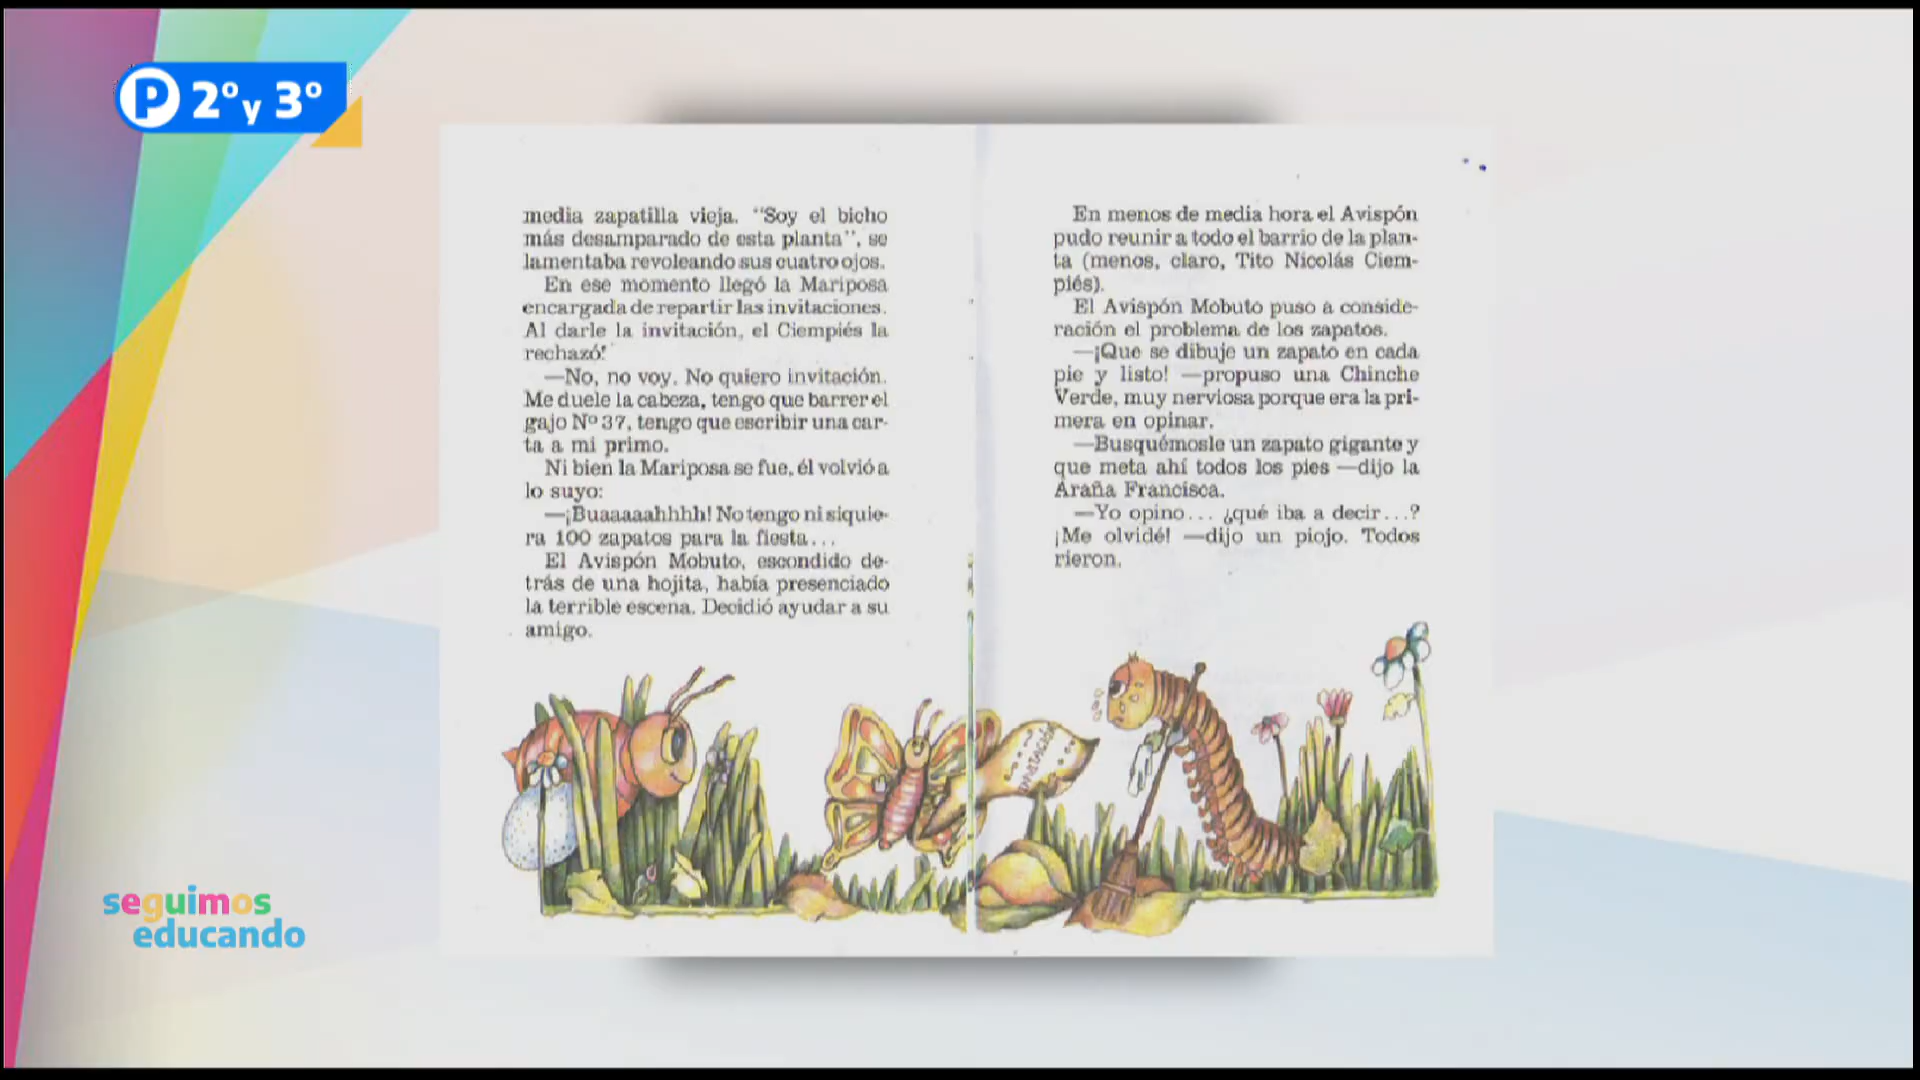 P 2º y 3º
media zapatilla vieja. "Soy el bicho
más desamparado de esta planta", se
lamentaba revoleando sus cuatro ojos.
En ese momento llegó la Mariposa
encargada de repartir las invitaciones.
Al darle la invitación, el Ciempiés la
rechazó!
—No, no voy. No quiero invitación.
Me duele la cabeza, tengo que barrer el
gajo Nº 37, tengo que escribir una car-
ta a mi primo.
Ni bien la Mariposa se fue, él volvió a
lo suyo:
—¡Buaaaaahhhh! No tengo ni siquie-
ra 100 zapatos para la fiesta...
El Avispón Mobuto, escondido de-
trás de una hojita, había presenciado
la terrible escena. Decidió ayudar a su
amigo.
En menos de media hora el Avispón
pudo reunir a todo el barrio de la plan-
ta (menos, claro, Tito Nicolás Ciem-
piés).
El Avispón Mobuto puso a conside-
ración el problema de los zapatos.
—¡Que se dibuje un zapato en cada
pie y listo! —propuso una Chinche
Verde, muy nerviosa porque era la pri-
mera en opinar.
—Busquémosle un zapato gigante y
que meta ahí todos los pies —dijo la
Araña Francisca.
—Yo opino... ¿qué iba a decir...?
¡Me olvidé! —dijo un piojo. Todos
rieron.
INVITACIÓN
seguimos
educando